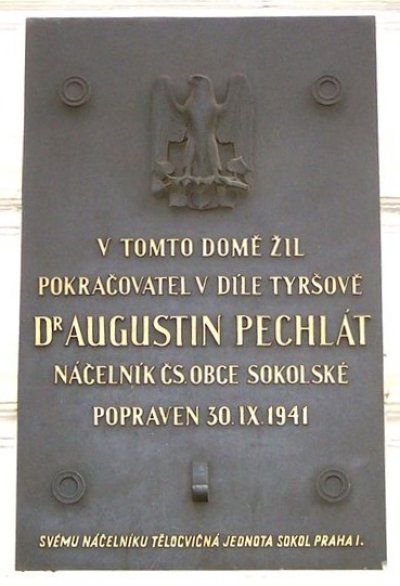 V TOMTO DOMĚ ŽIL
POKRAČOVATEL V DÍLE TYRŠOVĚ
DR AUGUSTIN PECHLÁT
NÁČELNÍK ČS. OBCE SOKOLSKÉ
POPRAVEN 30. IX. 1941
SVÉMU NÁČELNÍKU TĚLOCVIČNÁ JEDNOTA SOKOL PRAHA I.